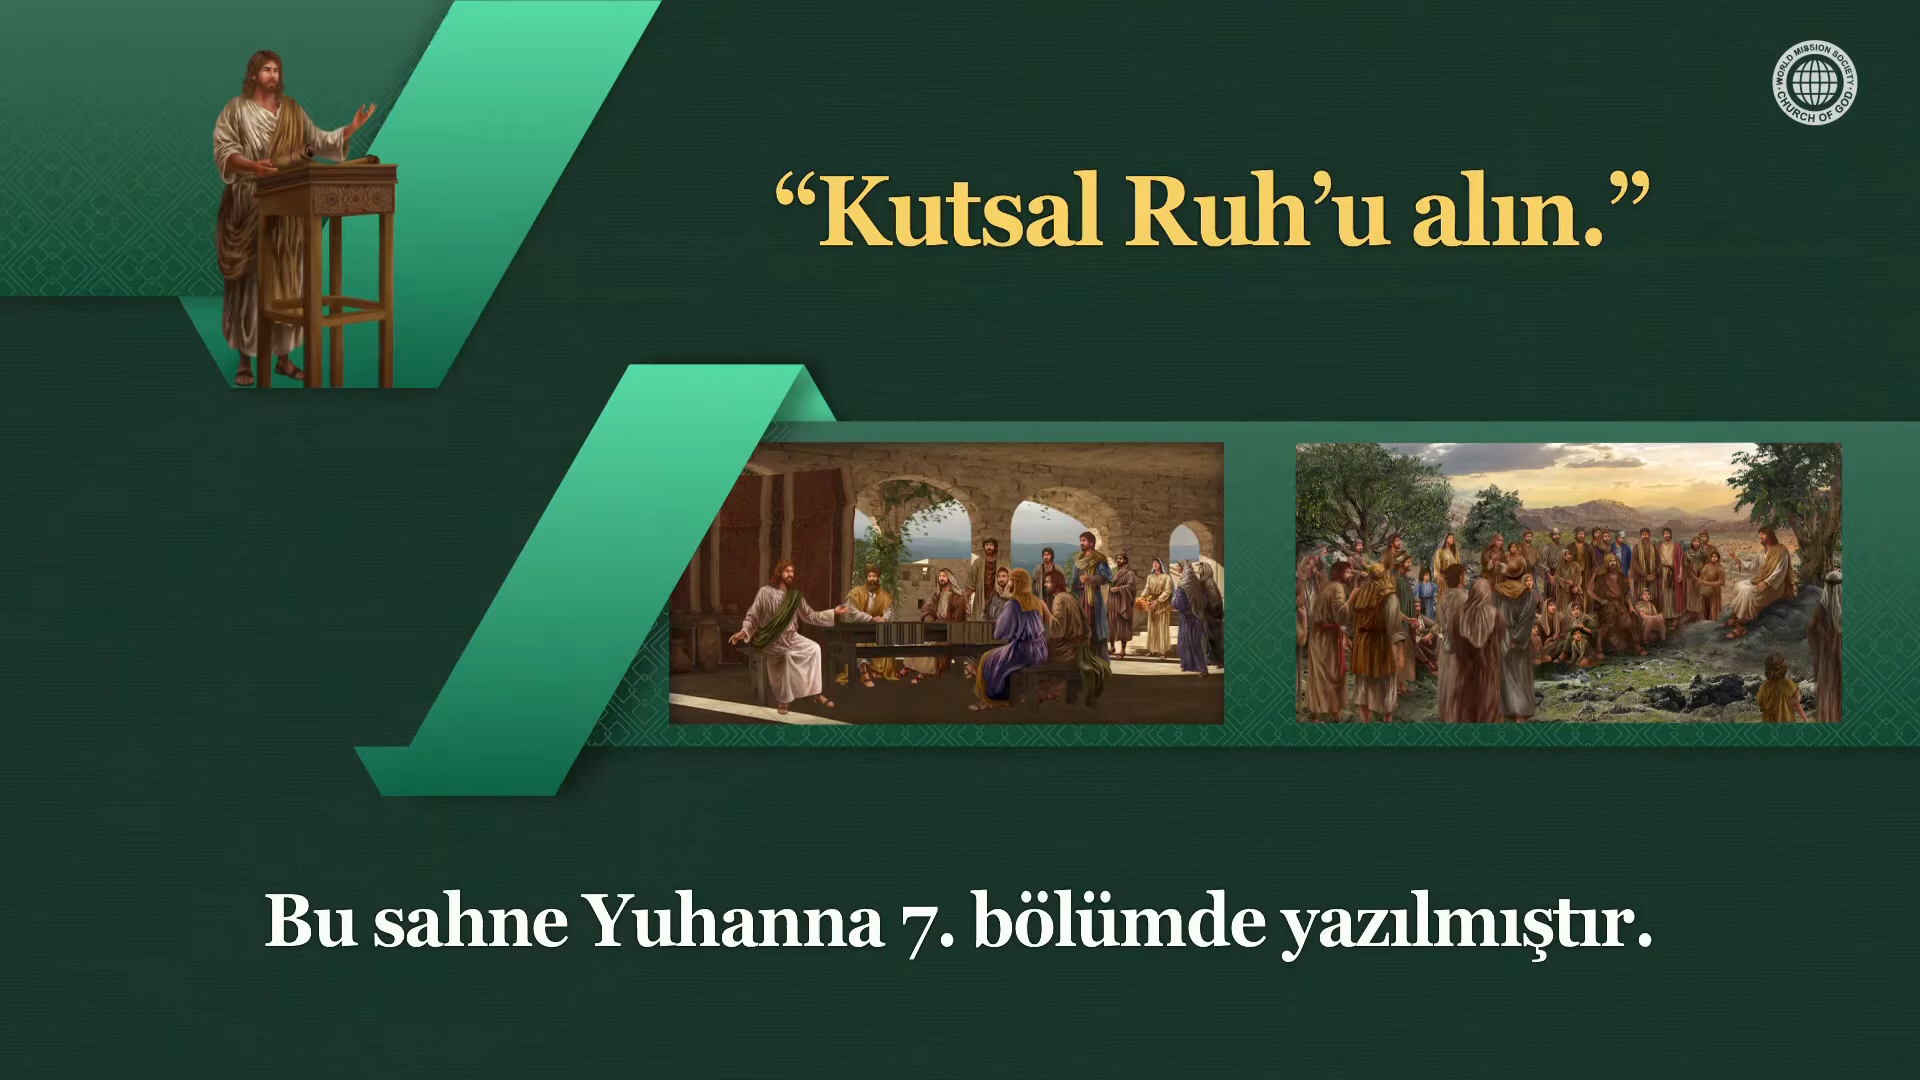 WORLD MISSION SOCIETY
CHURCH OF GOD
“Kutsal Ruh’u alın.”
Bu sahne Yuhanna 7. bölümde yazılmıştır.